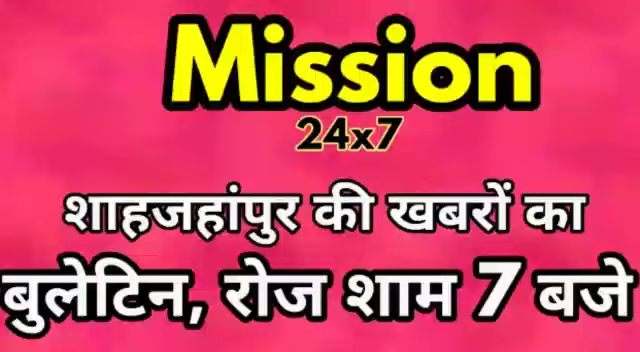 Mission
24x7
शाहजहांपुर की खबरों का
बुलेटिन, रोज शाम 7 बजे